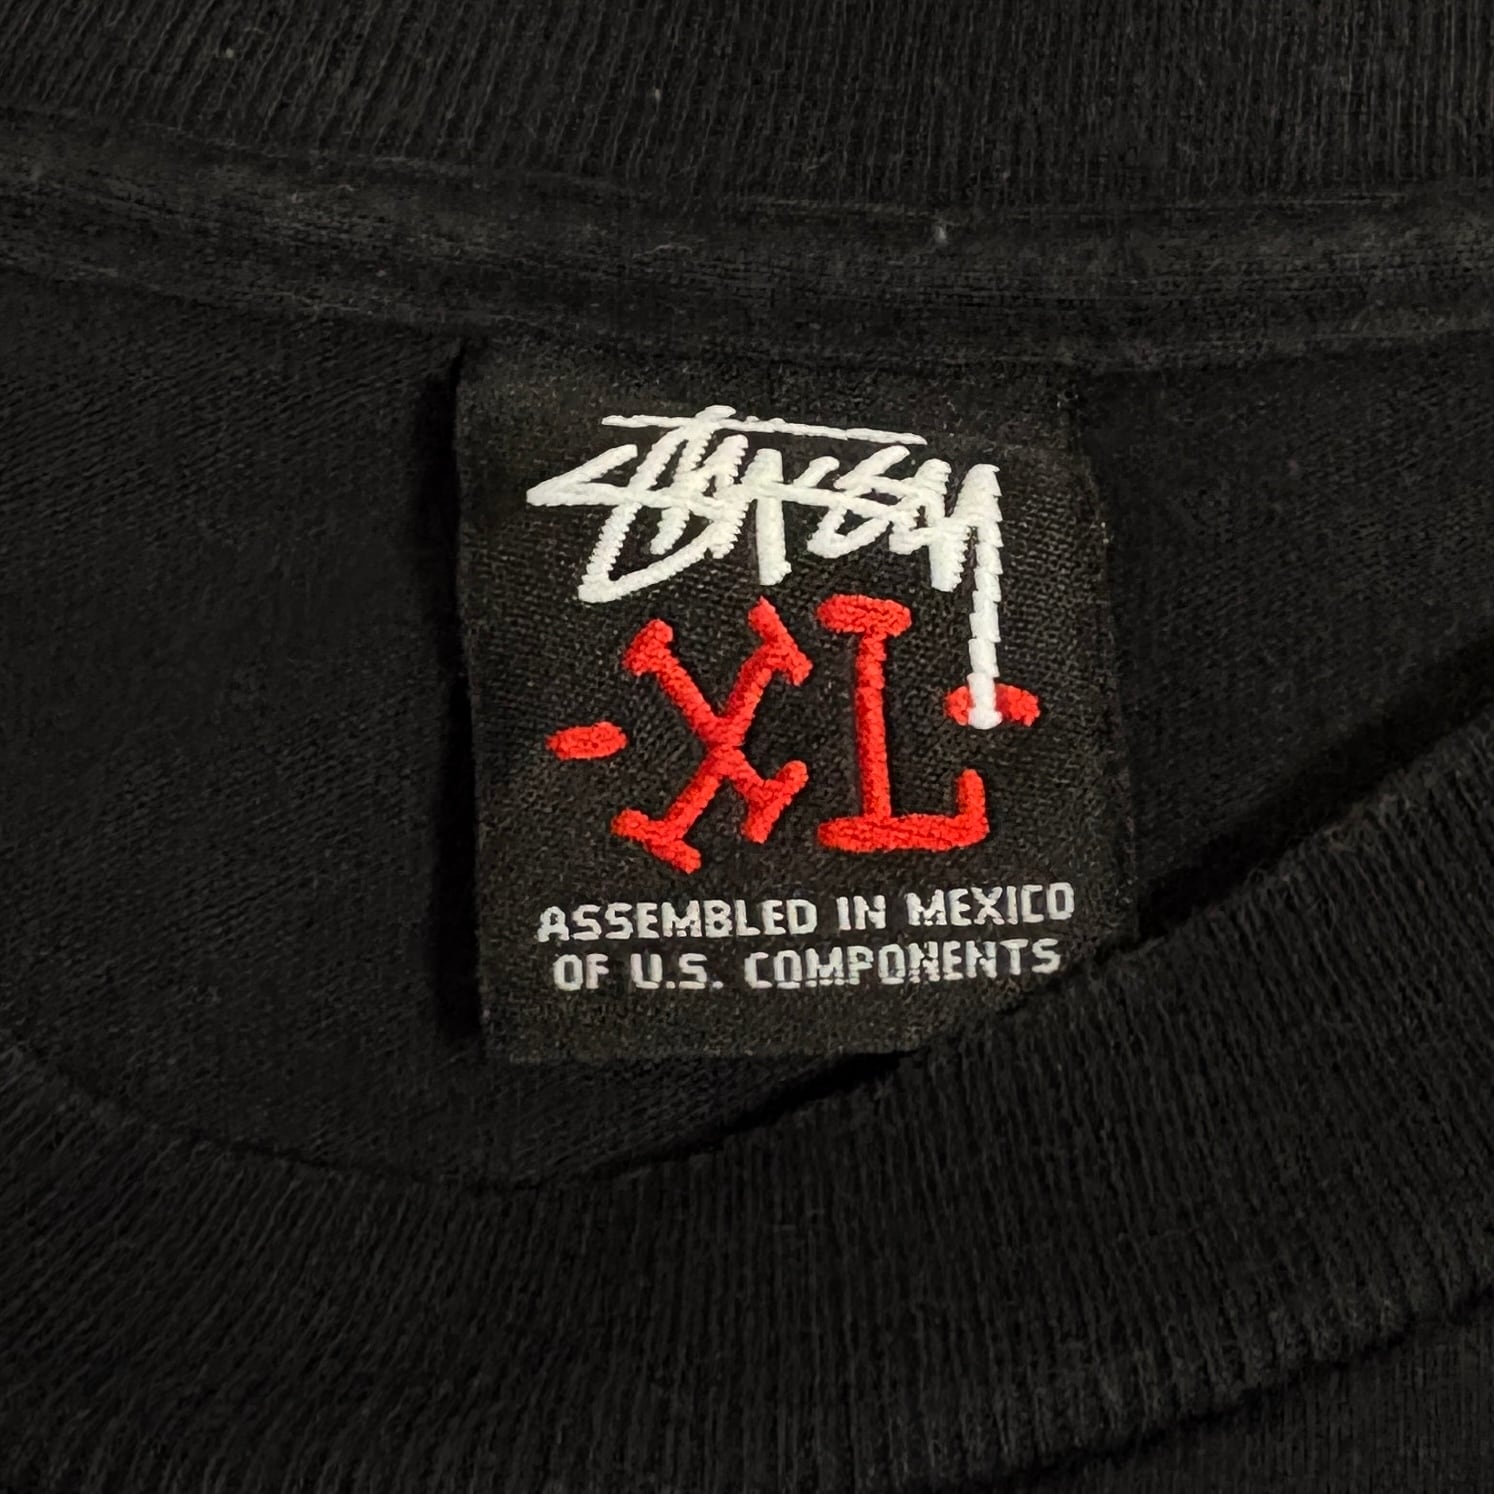 STUSSY
-XL-
ASSEMBLED IN MEXICO
OF U.S. COMPONENTS